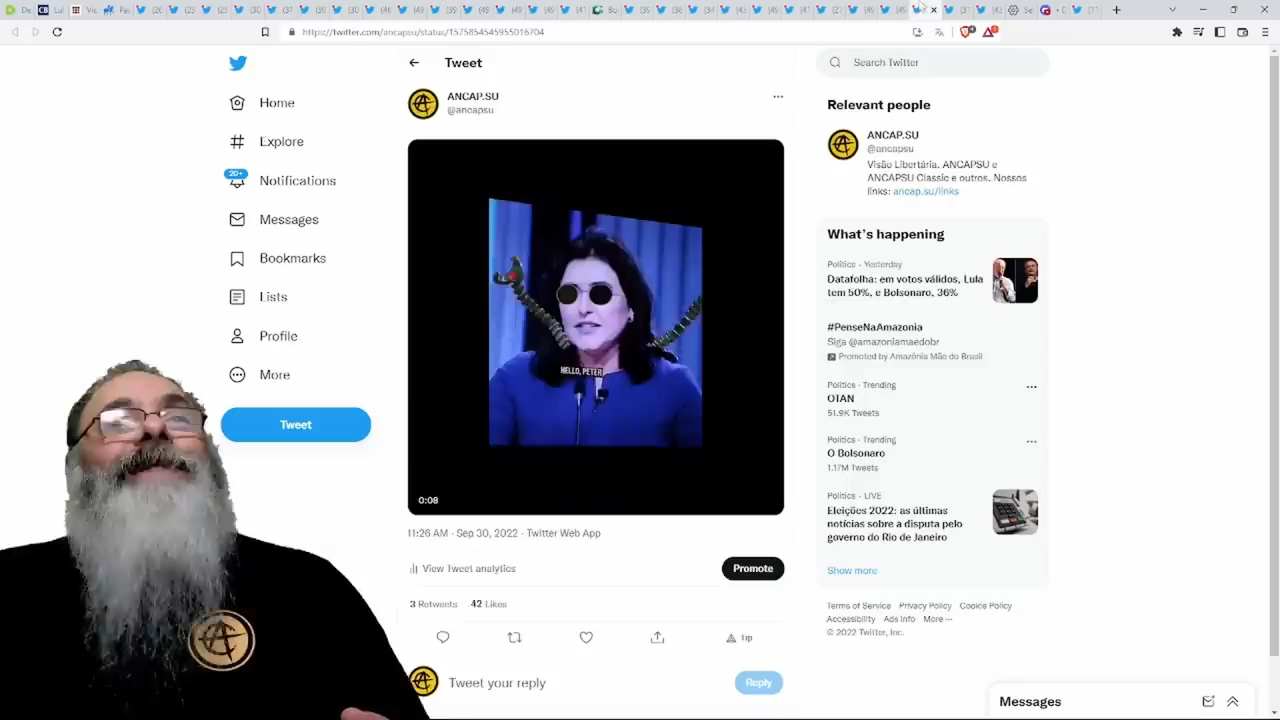 https://twitter.com/ancapsu/status/1575854545955016704
Home
Explore
20+
Notifications
Messages
Bookmarks
Lists
Profile
More
Tweet
Tweet
ANCAP.SU
@ancapsu
HELLO, PETER
0:08
11:26 AM · Sep 30, 2022 · Twitter Web App
View Tweet analytics
Promote
3 Retweets 42 Likes
Tip
Tweet your reply
Reply
Search Twitter
Relevant people
ANCAP.SU
@ancapsu
Visão Libertária, ANCAPSU e
ANCAPSU Classic e outros. Nossos
links: ancap.su/links
What's happening
Politics · Yesterday
Datafolha: em votos válidos, Lula
tem 50%, e Bolsonaro, 36%
#PenseNaAmazonia
Siga @amazoniamaedobr
Promoted by Amazônia Mãe do Brasil
Politics · Trending
OTAN
51.9K Tweets
Politics · Trending
O Bolsonaro
1.17M Tweets
Politics · LIVE
Eleições 2022: as últimas
notícias sobre a disputa pelo
governo do Rio de Janeiro
Show more
Terms of Service Privacy Policy Cookie Policy
Accessibility Ads info More ···
© 2022 Twitter, Inc.
Messages